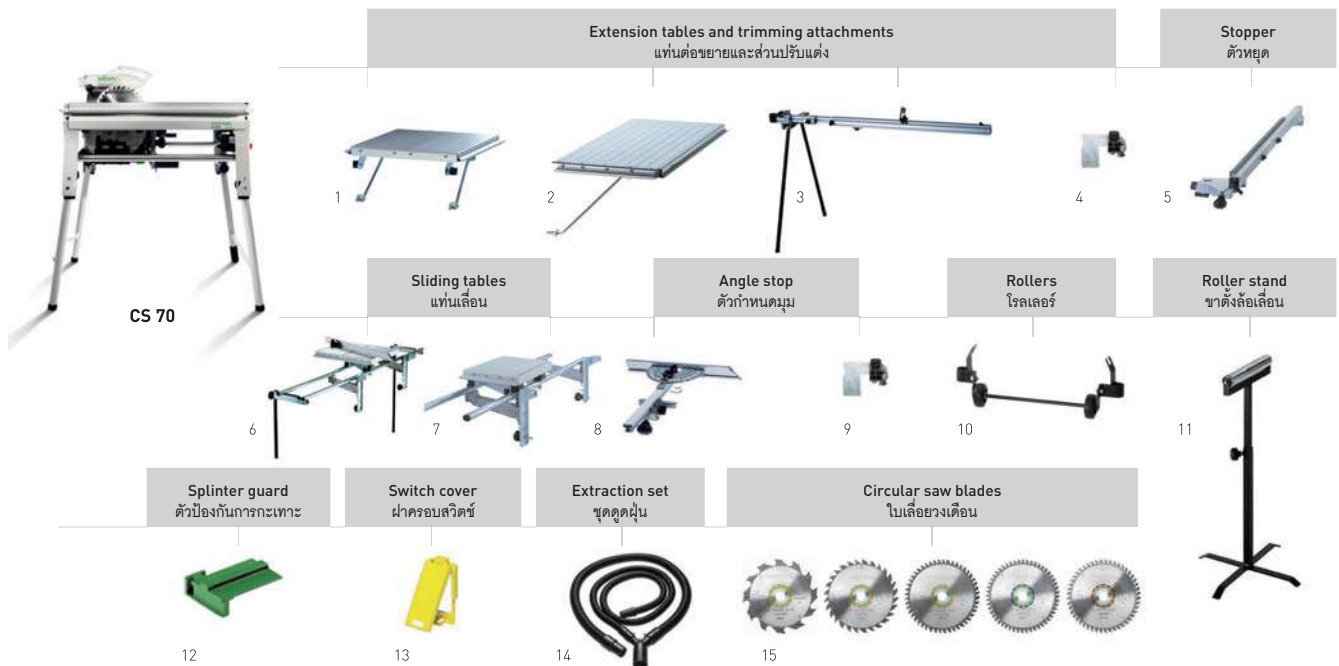 Extension tables and trimming attachments
แท่นต่อขยายและส่วนปรับแต่ง
Stopper
ตัวหยุด
1
2
3
4
5
CS 70
Sliding tables
แท่นเลื่อน
Angle stop
ตัวกำหนดมุม
Rollers
โรลเลอร์
Roller stand
ขาตั้งล้อเลื่อน
6
7
8
9
10
11
Splinter guard
ตัวป้องกันการกะเทาะ
Switch cover
ฝาครอบสวิตช์
Extraction set
ชุดดูดฝุ่น
Circular saw blades
ใบเลื่อยวงเดือน
12
13
14
15